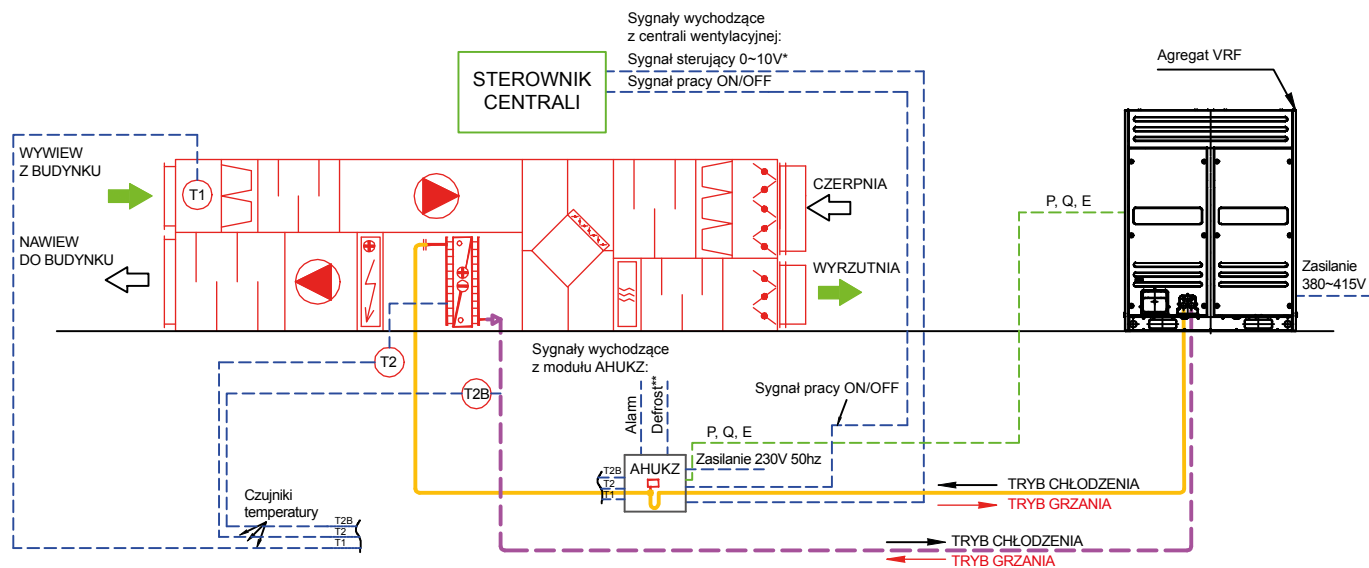 Sygnały wychodzące
z centrali wentylacyjnej:
STEROWNIK
CENTRALI
Sygnał sterujący 0~10V*
Sygnał pracy ON/OFF
Agregat VRF
WYWIEW
Z BUDYNKU
T1
CZERPNIA
P, Q, E
NAWIEW
DO BUDYNKU
WYRZUTNIA
Zasilanie
380~415V
T2
Sygnały wychodzące
z modułu AHUKZ:
T2B
Alarm
Defrost**
Sygnał pracy ON/OFF
P, Q, E
Zasilanie 230V 50hz
AHUKZ
T2B
T2
T1
TRYB CHŁODZENIA
TRYB GRZANIA
Czujniki
temperatury
T2B
T2
T1
TRYB CHŁODZENIA
TRYB GRZANIA